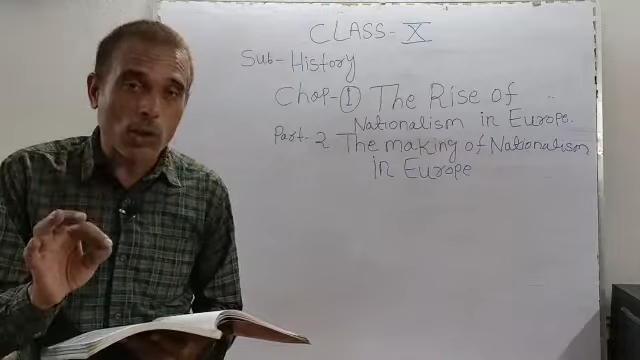 CLASS - X
Sub - History
Chap - 1 The Rise of
Nationalism in Europe.
Part - 2 The making of Nationalism
in Europe